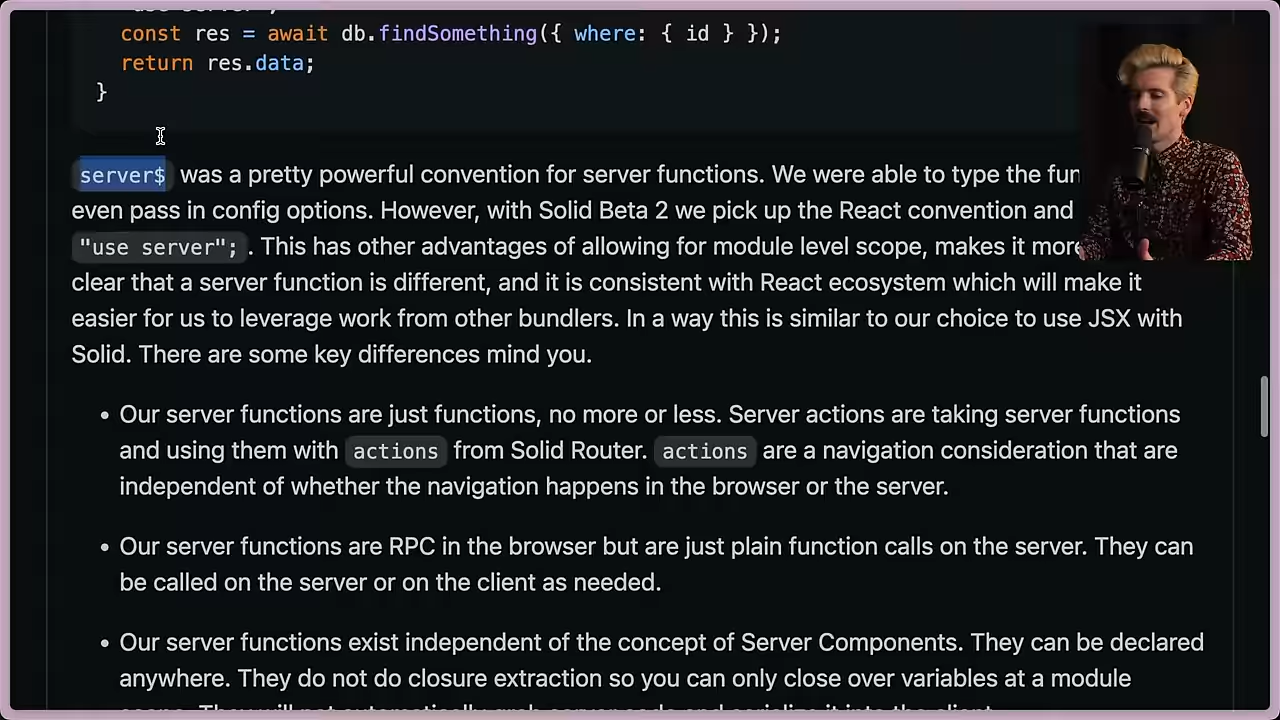 const res = await db.findSomething({ where: { id } });
return res.data;
}
server$ was a pretty powerful convention for server functions. We were able to type the
even pass in config options. However, with Solid Beta 2 we pick up the React convention and
"use server"; . This has other advantages of allowing for module level scope, makes it more
clear that a server function is different, and it is consistent with React ecosystem which will make it
easier for us to leverage work from other bundlers. In a way this is similar to our choice to use JSX with
Solid. There are some key differences mind you.
• Our server functions are just functions, no more or less. Server actions are taking server functions
and using them with actions from Solid Router. actions are a navigation consideration that are
independent of whether the navigation happens in the browser or the server.
• Our server functions are RPC in the browser but are just plain function calls on the server. They can
be called on the server or on the client as needed.
• Our server functions exist independent of the concept of Server Components. They can be declared
anywhere. They do not do closure extraction so you can only close over variables at a module